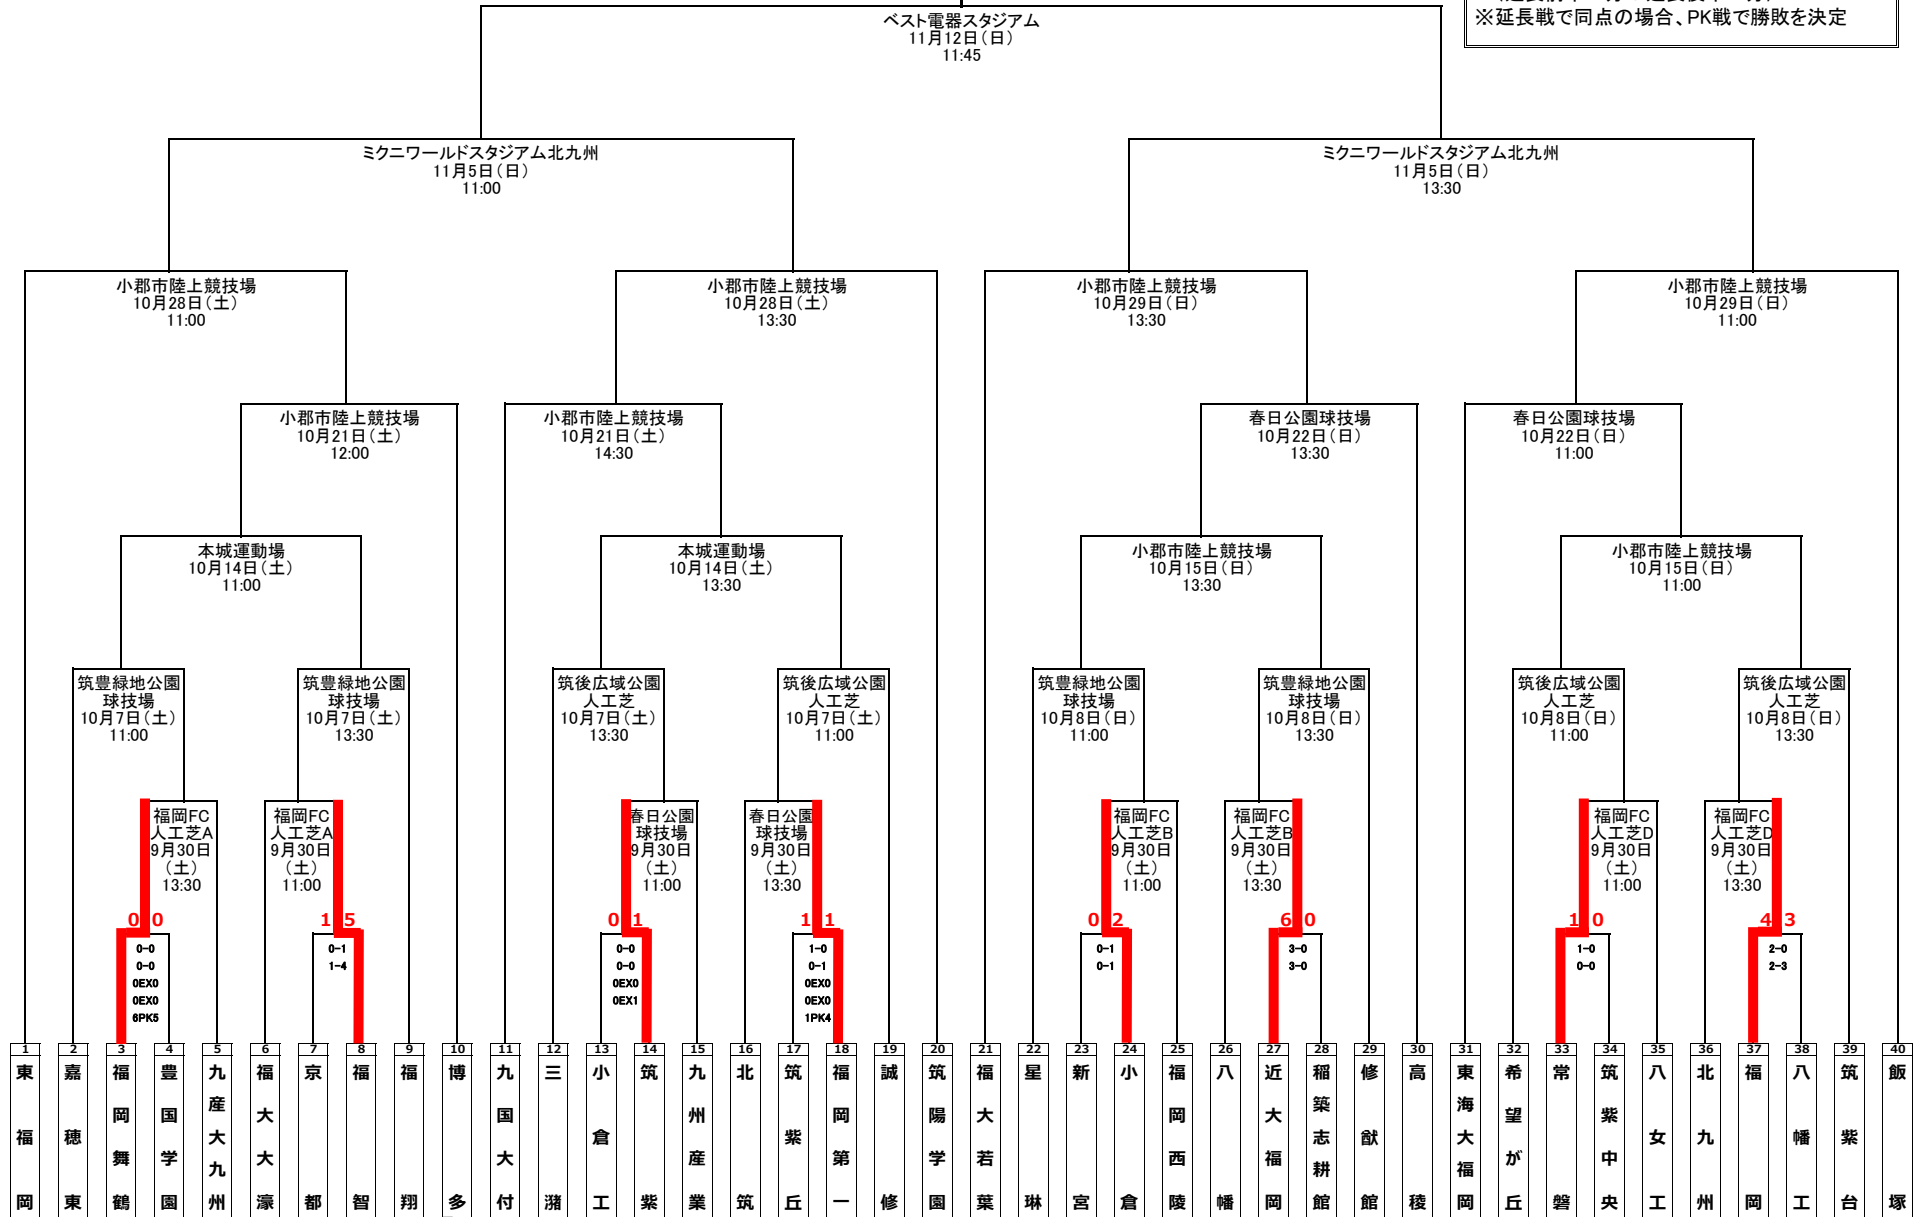 ※延長戦で同点の場合、PK戦で勝敗を決定
ベスト電器スタジアム
11月12日(日)
11:45
ミクニワールドスタジアム北九州
11月5日(日)
11:00
ミクニワールドスタジアム北九州
11月5日(日)
13:30
小郡市陸上競技場
10月28日(土)
11:00
小郡市陸上競技場
10月28日(土)
13:30
小郡市陸上競技場
10月29日(日)
13:30
小郡市陸上競技場
10月29日(日)
11:00
小郡市陸上競技場
10月21日(土)
12:00
小郡市陸上競技場
10月21日(土)
14:30
春日公園球技場
10月22日(日)
13:30
春日公園球技場
10月22日(日)
11:00
本城運動場
10月14日(土)
11:00
本城運動場
10月14日(土)
13:30
小郡市陸上競技場
10月15日(日)
13:30
小郡市陸上競技場
10月15日(日)
11:00
筑豊緑地公園
球技場
10月7日(土)
11:00
筑豊緑地公園
球技場
10月7日(土)
13:30
筑後広域公園
人工芝
10月7日(土)
13:30
筑後広域公園
人工芝
10月7日(土)
11:00
筑豊緑地公園
球技場
10月8日(日)
11:00
筑豊緑地公園
球技場
10月8日(日)
13:30
筑後広域公園
人工芝
10月8日(日)
11:00
筑後広域公園
人工芝
10月8日(日)
13:30
福岡FC
人工芝A
9月30日
(土)
13:30
福岡FC
人工芝A
9月30日
(土)
11:00
春日公園
球技場
9月30日
(土)
11:00
春日公園
球技場
9月30日
(土)
13:30
福岡FC
人工芝B
9月30日
(土)
11:00
福岡FC
人工芝B
9月30日
(土)
13:30
福岡FC
人工芝D
9月30日
(土)
11:00
福岡FC
人工芝D
9月30日
(土)
13:30
0 0
0-0
0-0
0EX0
0EX0
6PK5
1 5
0-1
1-4
0 1
0-0
0-0
0EX0
0EX1
1 1
1-0
0-1
0EX0
0EX0
1PK4
0 2
0-1
0-1
6 0
3-0
3-0
1 0
1-0
0-0
4 3
2-0
2-3
1 東福岡
2 嘉穂東
3 福岡舞鶴
4 豊国学園
5 九産大九州
6 福大大濠
7 京都
8 福智
9 福翔
10 博多
11 九国大付
12 三潴
13 小倉工
14 筑紫
15 九州産業
16 北筑
17 筑紫丘
18 福岡第一
19 誠修
20 筑陽学園
21 福大若葉
22 星琳
23 新宮
24 小倉
25 福岡西陵
26 八幡
27 近大福岡
28 稲築志耕館
29 修猷館
30 高稜
31 東海大福岡
32 希望が丘
33 常磐
34 筑紫中央
35 八女工
36 北九州
37 福岡
38 八幡工
39 筑紫台
40 飯塚